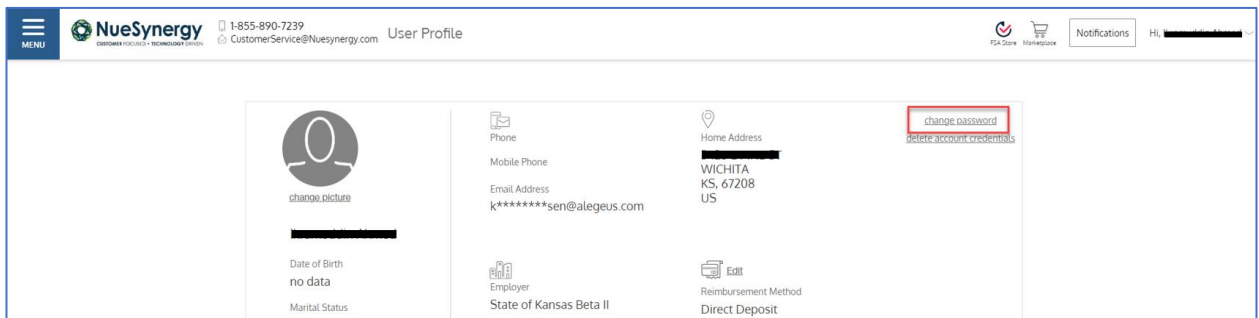 MENU
NueSynergy
CUSTOMER FOCUSED • TECHNOLOGY DRIVEN
1-855-890-7239
CustomerService@Nuesynergy.com
User Profile
FSA Store
Marketplace
Notifications
Hi,
change picture
Date of Birth
no data
Marital Status
Phone
Mobile Phone
Email Address
k********sen@alegeus.com
Employer
State of Kansas Beta II
Home Address
WICHITA
KS, 67208
US
Edit
Reimbursement Method
Direct Deposit
change password
delete account credentials